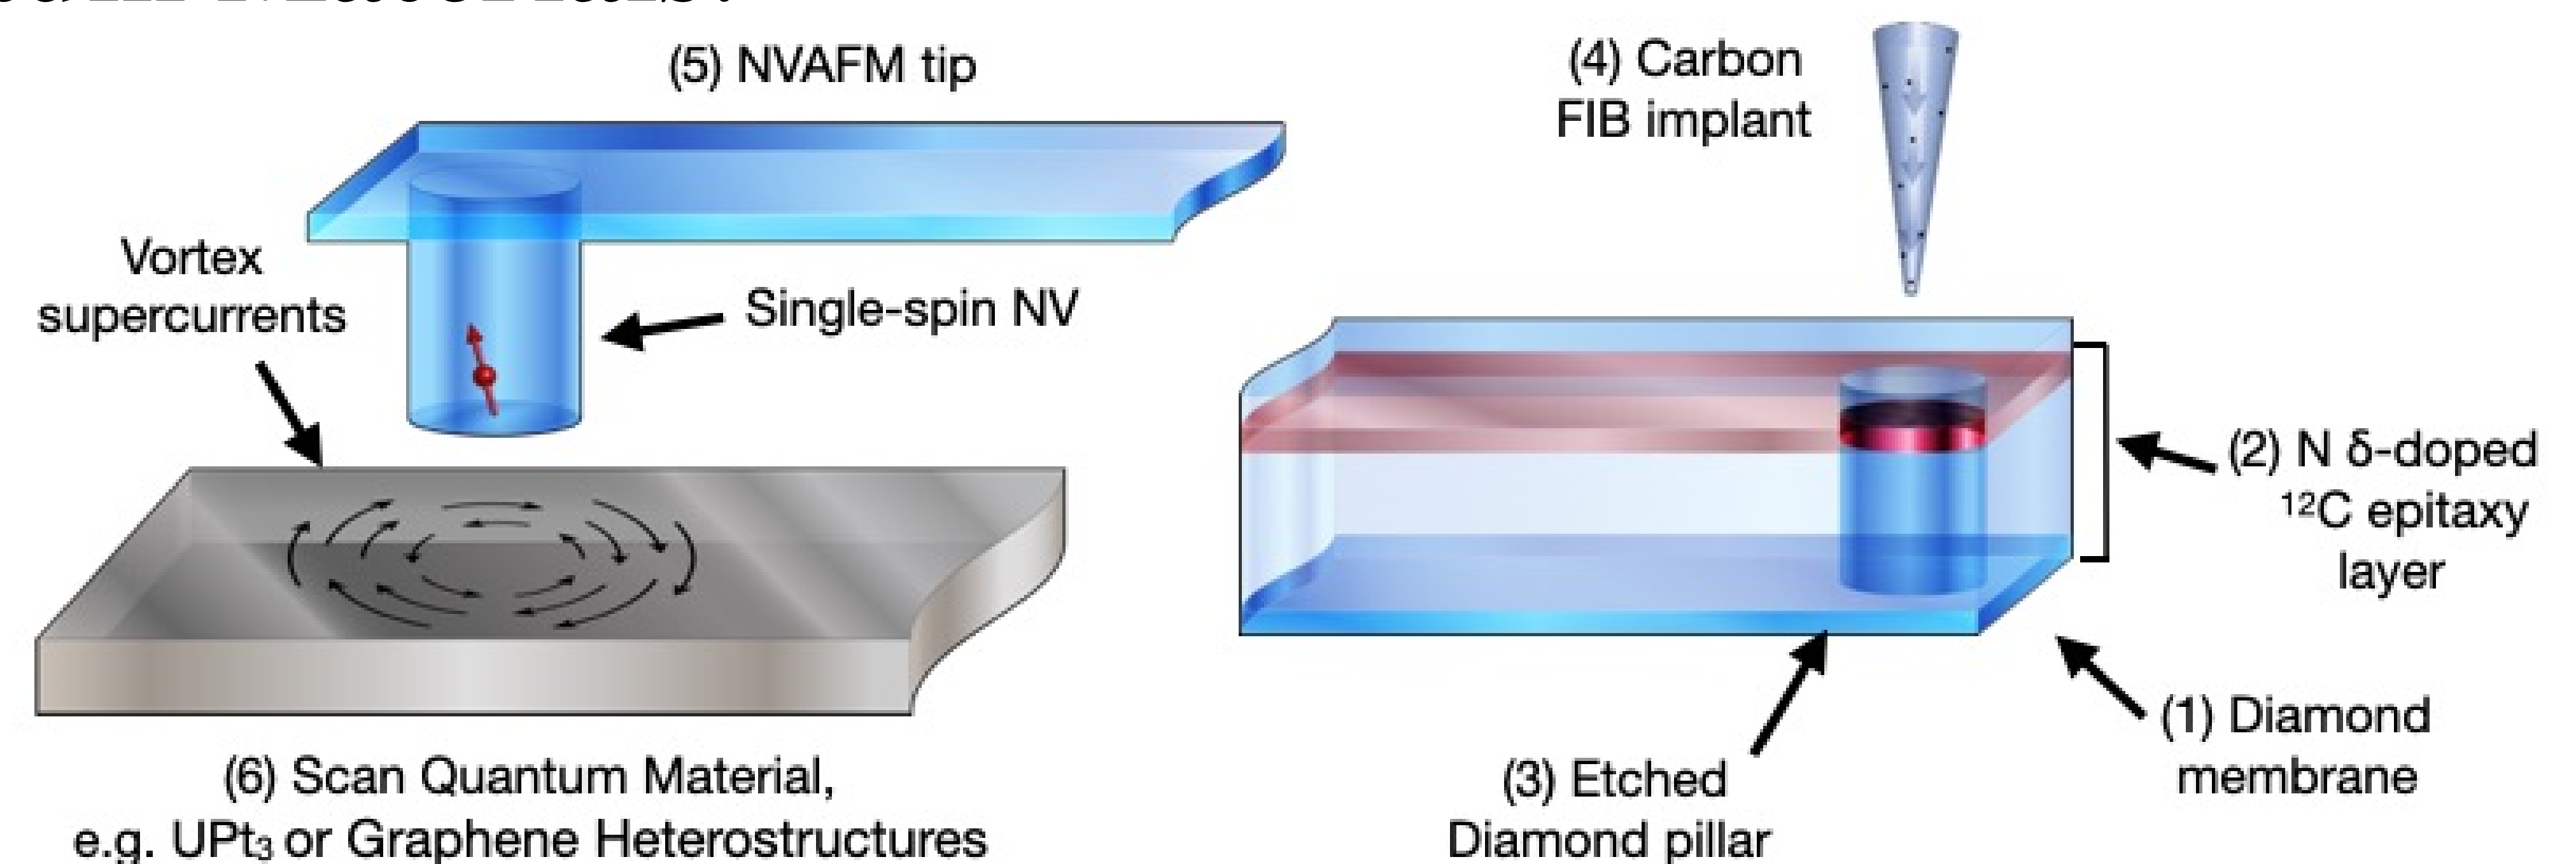 (5) NVAFM tip
(4) Carbon
FIB implant
Vortex
supercurrents
Single-spin NV
(2) N δ-doped
¹²C epitaxy
layer
(1) Diamond
membrane
(3) Etched
Diamond pillar
(6) Scan Quantum Material,
e.g. UPt₃ or Graphene Heterostructures